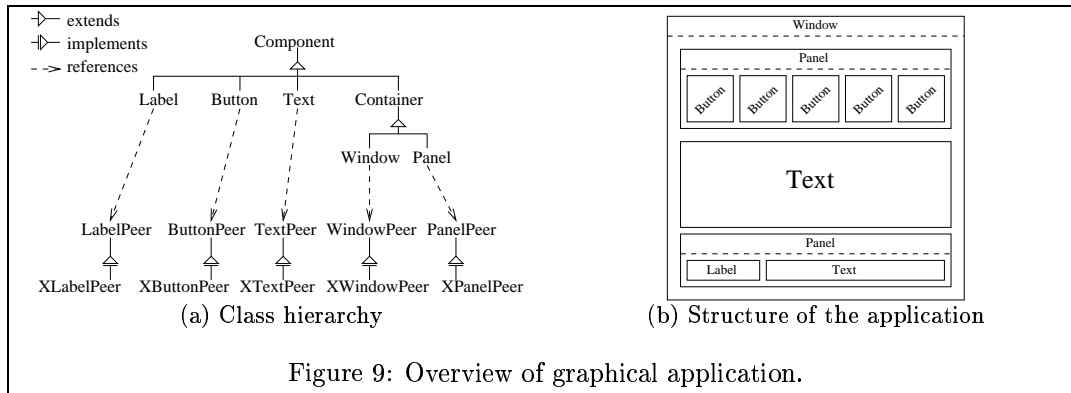 extends
implements
references
Component
Label Button Text Container
Window Panel
LabelPeer ButtonPeer TextPeer WindowPeer PanelPeer
XLabelPeer XButtonPeer XTextPeer XWindowPeer XPanelPeer
(a) Class hierarchy
Window
Panel
Button Button Button Button Button
Text
Panel
Label Text
(b) Structure of the application
Figure 9: Overview of graphical application.